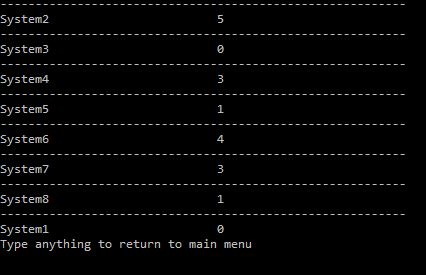 ----------------------------------------------------------
System2                        5
----------------------------------------------------------
System3                        0
----------------------------------------------------------
System4                        3
----------------------------------------------------------
System5                        1
----------------------------------------------------------
System6                        4
----------------------------------------------------------
System7                        3
----------------------------------------------------------
System8                        1
----------------------------------------------------------
System1                        0
Type anything to return to main menu